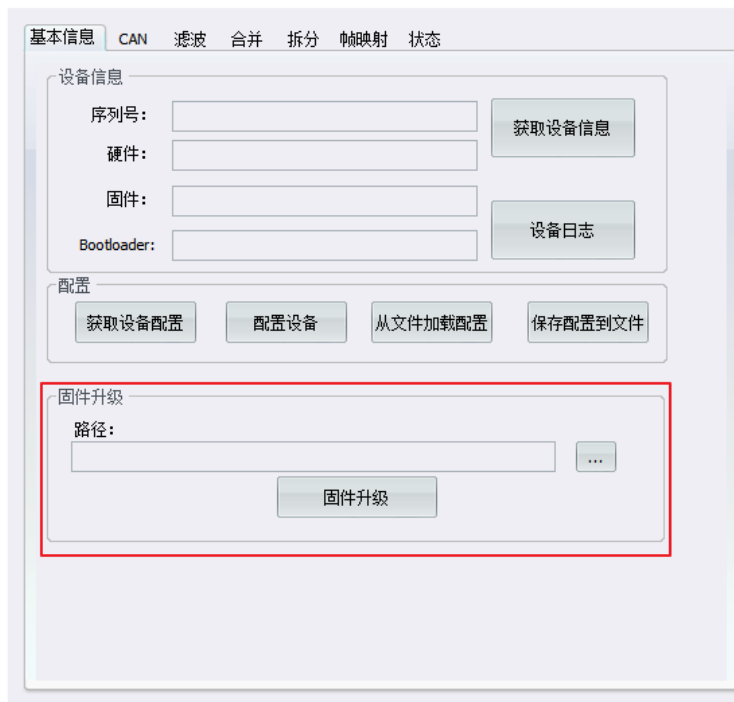 基本信息 CAN 滤波 合并 拆分 帧映射 状态
设备信息
序列号：
获取设备信息
硬件：
固件：
设备日志
Bootloader:
配置
获取设备配置 配置设备 从文件加载配置 保存配置到文件
固件升级
路径：
...
固件升级